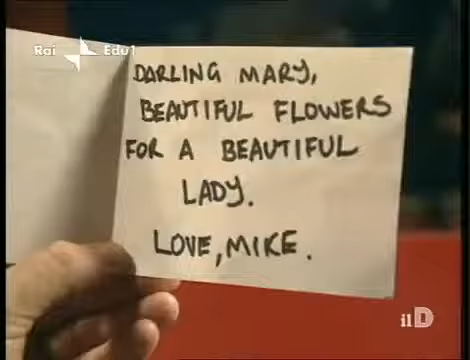 Rai Edu1
DARLING MARY,
BEAUTIFUL FLOWERS
FOR A BEAUTIFUL
LADY.
LOVE, MIKE.
ilD